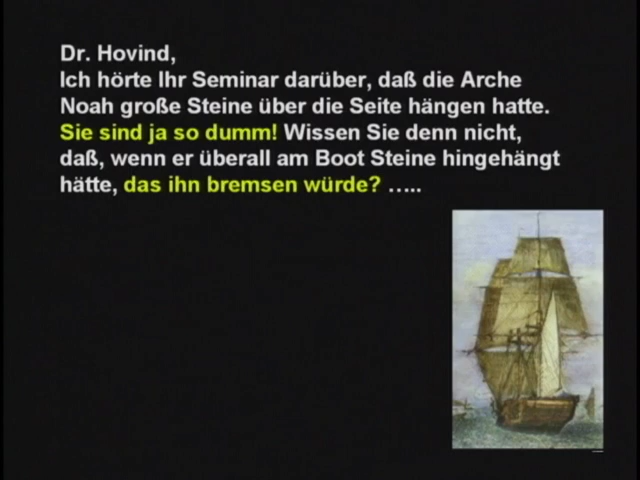 Dr. Hovind,
Ich hörte Ihr Seminar darüber, daß die Arche
Noah große Steine über die Seite hängen hatte.
Sie sind ja so dumm! Wissen Sie denn nicht,
daß, wenn er überall am Boot Steine hingehängt
hätte, das ihn bremsen würde? …..